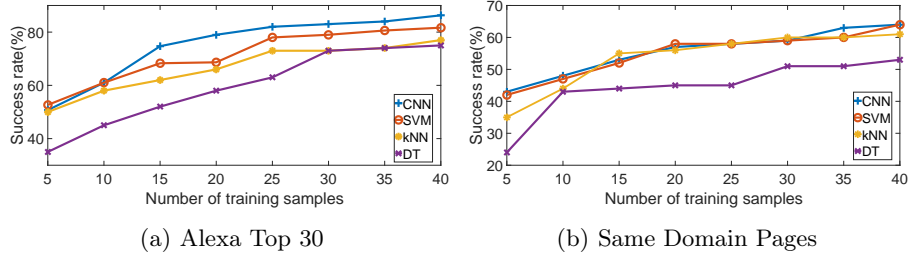 Success rate(%)
80
60
40
CNN
SVM
kNN
DT
5 10 15 20 25 30 35 40
Number of training samples
(a) Alexa Top 30
Success rate(%)
70
60
50
40
30
20
CNN
SVM
kNN
DT
5 10 15 20 25 30 35 40
Number of training samples
(b) Same Domain Pages